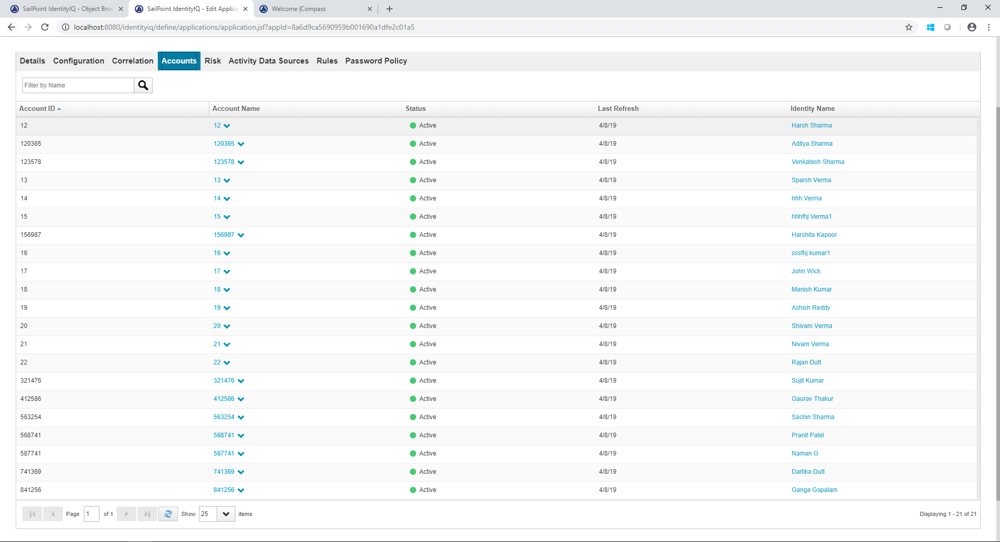 SailPoint IdentityIQ - Object Brow
SailPoint IdentityIQ - Edit Applica
Welcome |Compass
localhost:8080/identityiq/define/applications/application.jsf?appId=8a6d9ca5690959b001690a1dfe2c01a5
Details Configuration Correlation Accounts Risk Activity Data Sources Rules Password Policy
Filter by Name
Account ID Account Name Status Last Refresh Identity Name
12 12 Active 4/8/19 Harsh Sharma
120365 120365 Active 4/8/19 Aditya Sharma
123578 123578 Active 4/8/19 Venkatesh Sharma
13 13 Active 4/8/19 Sparsh Verma
14 14 Active 4/8/19 hhh Verma
15 15 Active 4/8/19 hhhfhj Verma1
156987 156987 Active 4/8/19 Harshita Kapoor
16 16 Active 4/8/19 sssfhj kumar1
17 17 Active 4/8/19 John Wick
18 18 Active 4/8/19 Manish Kumar
19 19 Active 4/8/19 Ashish Reddy
20 20 Active 4/8/19 Shivam Verma
21 21 Active 4/8/19 Nivam Verma
22 22 Active 4/8/19 Rajan Dutt
321476 321476 Active 4/8/19 Sujit Kumar
412586 412586 Active 4/8/19 Gaurav Thakur
563254 563254 Active 4/8/19 Sachin Sharma
568741 568741 Active 4/8/19 Pranit Patel
587741 587741 Active 4/8/19 Naman G
741369 741369 Active 4/8/19 Dartika Dutt
841256 841256 Active 4/8/19 Ganga Gopalam
Page 1 of 1 Show 25 items Displaying 1 - 21 of 21